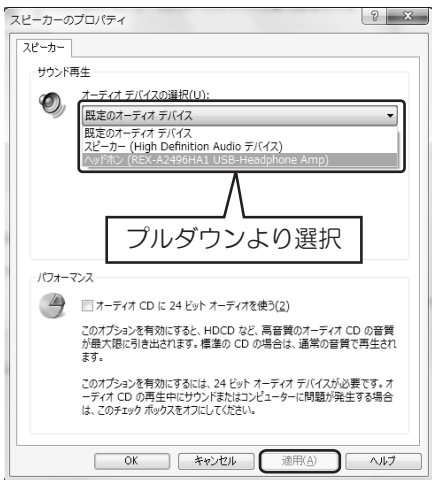 スピーカーのプロパティ
スピーカー
サウンド再生
オーディオ デバイスの選択(U):
既定のオーディオ デバイス
既定のオーディオ デバイス
スピーカー (High Definition Audio デバイス)
ヘッドホン (REX-A2496HA1 USB-Headphone Amp)
プルダウンより選択
パフォーマンス
オーディオ CD に 24 ビット オーディオを使う(2)
このオプションを有効にすると、HDCD など、高音質のオーディオ CD の音質
が最大限に引き出されます。標準の CD の場合は、通常の音質で再生され
ます。
このオプションを有効にするには、24 ビット オーディオ デバイスが必要です。オ
ーディオ CD の再生中にサウンドまたはコンピューターに問題が発生する場合
は、このチェック ボックスをオフにしてください。
OK キャンセル 適用(A) ヘルプ